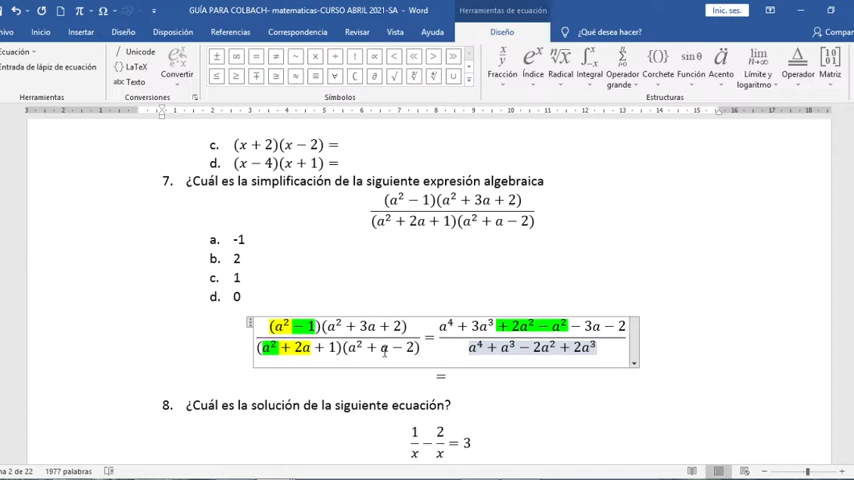 GUÍA PARA COLBACH- matematicas-CURSO ABRIL 2021-SA - Word
Herramientas de ecuación
Inic. ses.
Inicio Insertar Diseño Disposición Referencias Correspondencia Revisar Vista Ayuda Diseño ¿Qué desea hacer? Compar
Ecuación Unicode
Entrada de lápiz de ecuación {}LaTeX
abc Texto
Convertir
Fracción Índice Radical Integral Operador grande Corchete Función Acento Límite y logaritmo Operador Matriz
Herramientas Conversiones Símbolos Estructuras
c. (x + 2)(x − 2) =
d. (x − 4)(x + 1) =
7. ¿Cuál es la simplificación de la siguiente expresión algebraica
(a² − 1)(a² + 3a + 2)
(a² + 2a + 1)(a² + a − 2)
a. -1
b. 2
c. 1
d. 0
(a² − 1)(a² + 3a + 2) = a⁴ + 3a³ + 2a² − a² − 3a − 2
(a² + 2a + 1)(a² + a − 2) a⁴ + a³ − 2a² + 2a³
=
8. ¿Cuál es la solución de la siguiente ecuación?
1/x − 2/x = 3
na 2 de 22 1977 palabras